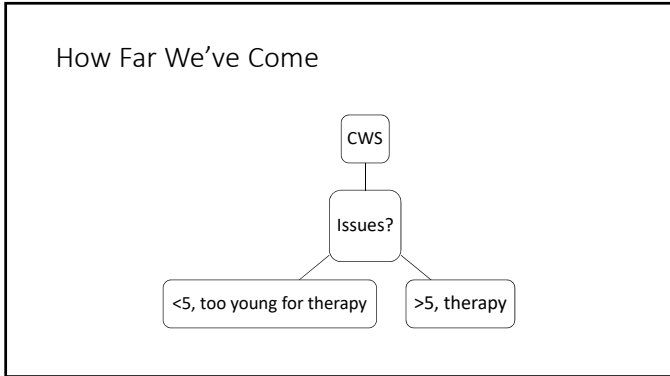 How Far We’ve Come
CWS
Issues?
<5, too young for therapy
>5, therapy